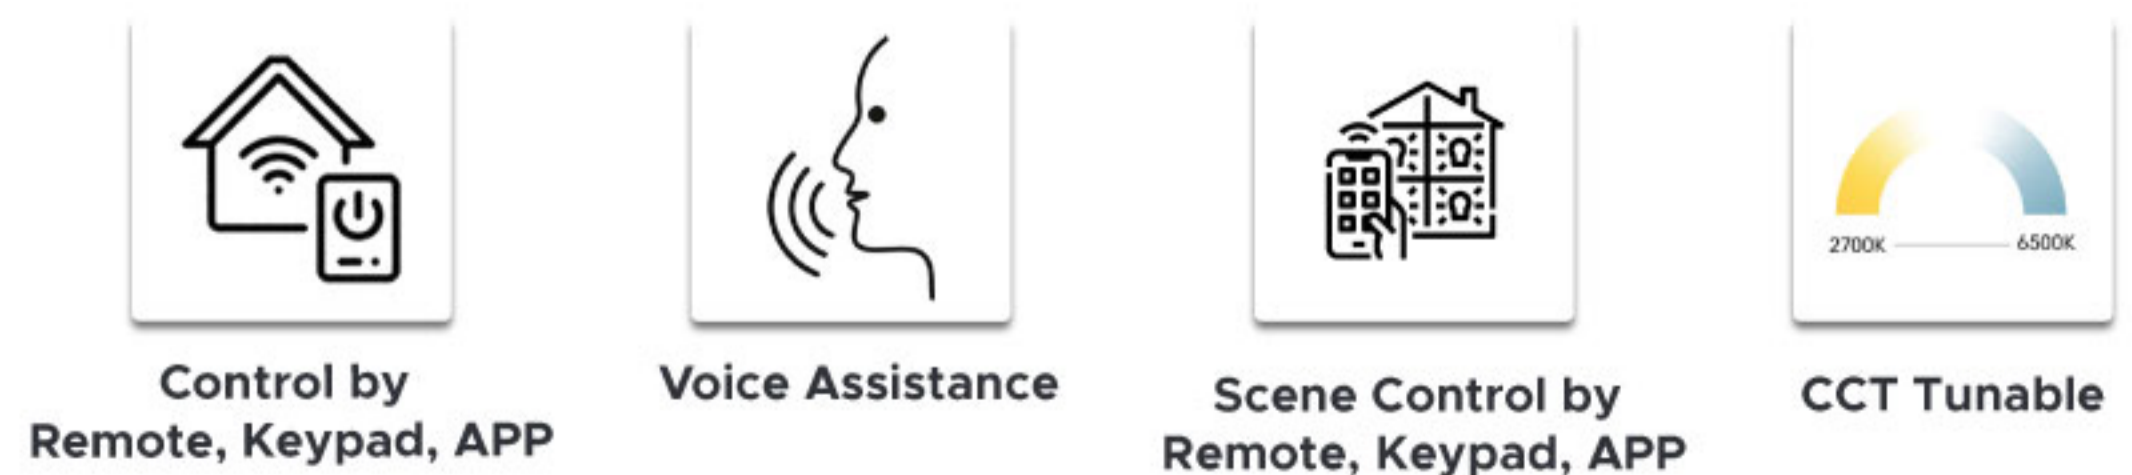 2700K
6500K
Control by
Remote, Keypad, APP
Voice Assistance
Scene Control by
Remote, Keypad, APP
CCT Tunable